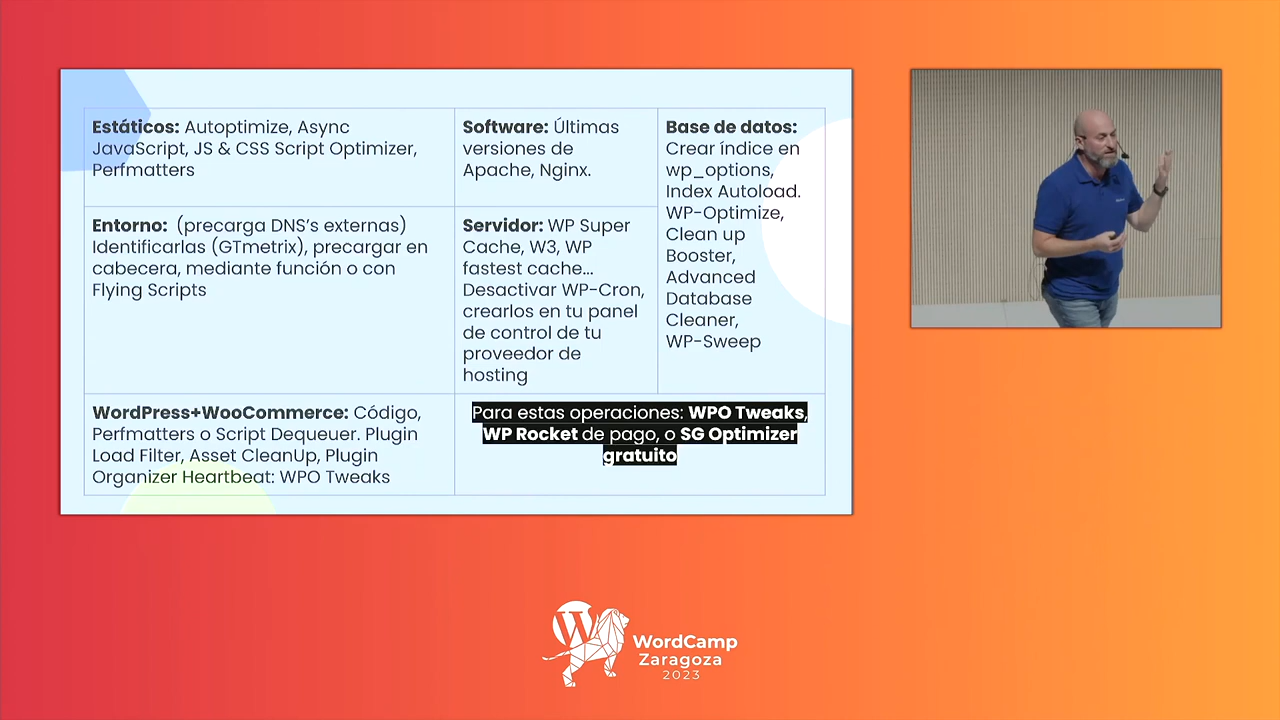 Estáticos: Autoptimize, Async
JavaScript, JS & CSS Script Optimizer,
Perfmatters
Software: Últimas
versiones de
Apache, Nginx.
Base de datos:
Crear índice en
wp_options,
Index Autoload.
WP-Optimize,
Clean up
Booster,
Advanced
Database
Cleaner,
WP-Sweep
Entorno:  (precarga DNS’s externas)
Identificarlas (GTmetrix), precargar en
cabecera, mediante función o con
Flying Scripts
Servidor: WP Super
Cache, W3, WP
fastest cache...
Desactivar WP-Cron,
crearlos en tu panel
de control de tu
proveedor de
hosting
WordPress+WooCommerce: Código,
Perfmatters o Script Dequeuer. Plugin
Load Filter, Asset CleanUp, Plugin
Organizer Heartbeat: WPO Tweaks
Para estas operaciones: WPO Tweaks,
WP Rocket de pago, o SG Optimizer
gratuito
WordCamp
Zaragoza
2023